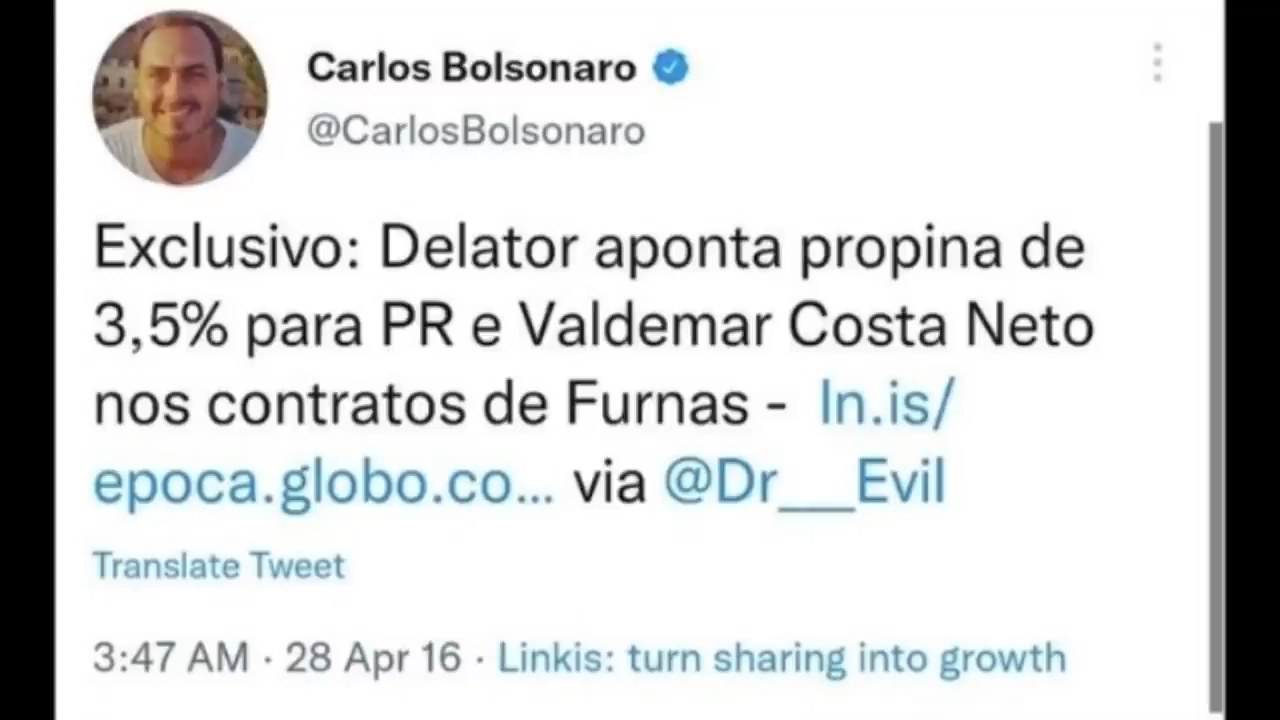 Carlos Bolsonaro
@CarlosBolsonaro
Exclusivo: Delator aponta propina de
3,5% para PR e Valdemar Costa Neto
nos contratos de Furnas - ln.is/
epoca.globo.co... via @Dr___Evil
Translate Tweet
3:47 AM · 28 Apr 16 · Linkis: turn sharing into growth